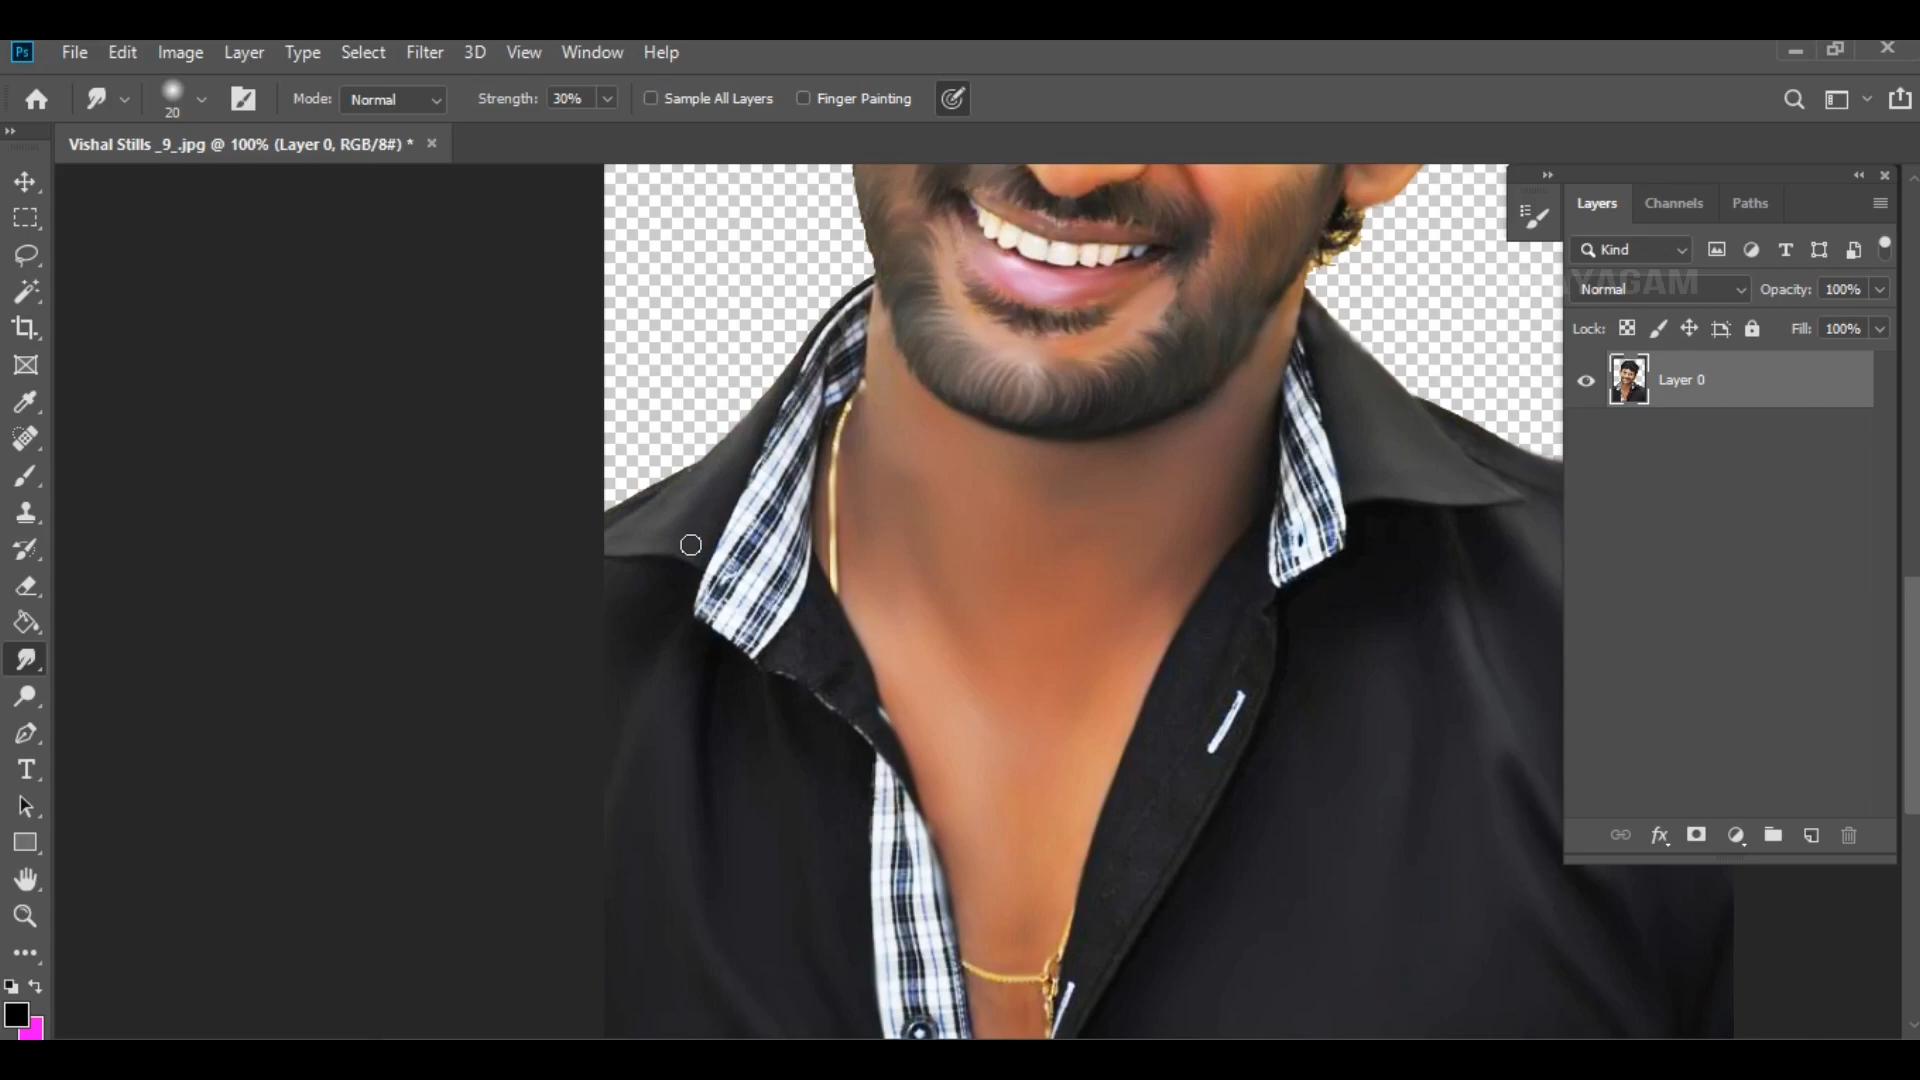 Ps File Edit Image Layer Type Select Filter 3D View Window Help
20 Mode: Normal Strength: 30% Sample All Layers Finger Painting
Vishal Stills _9_.jpg @ 100% (Layer 0, RGB/8#) *
Layers Channels Paths
Kind
YAGAM
Normal Opacity: 100%
Lock: Fill: 100%
Layer 0
fx